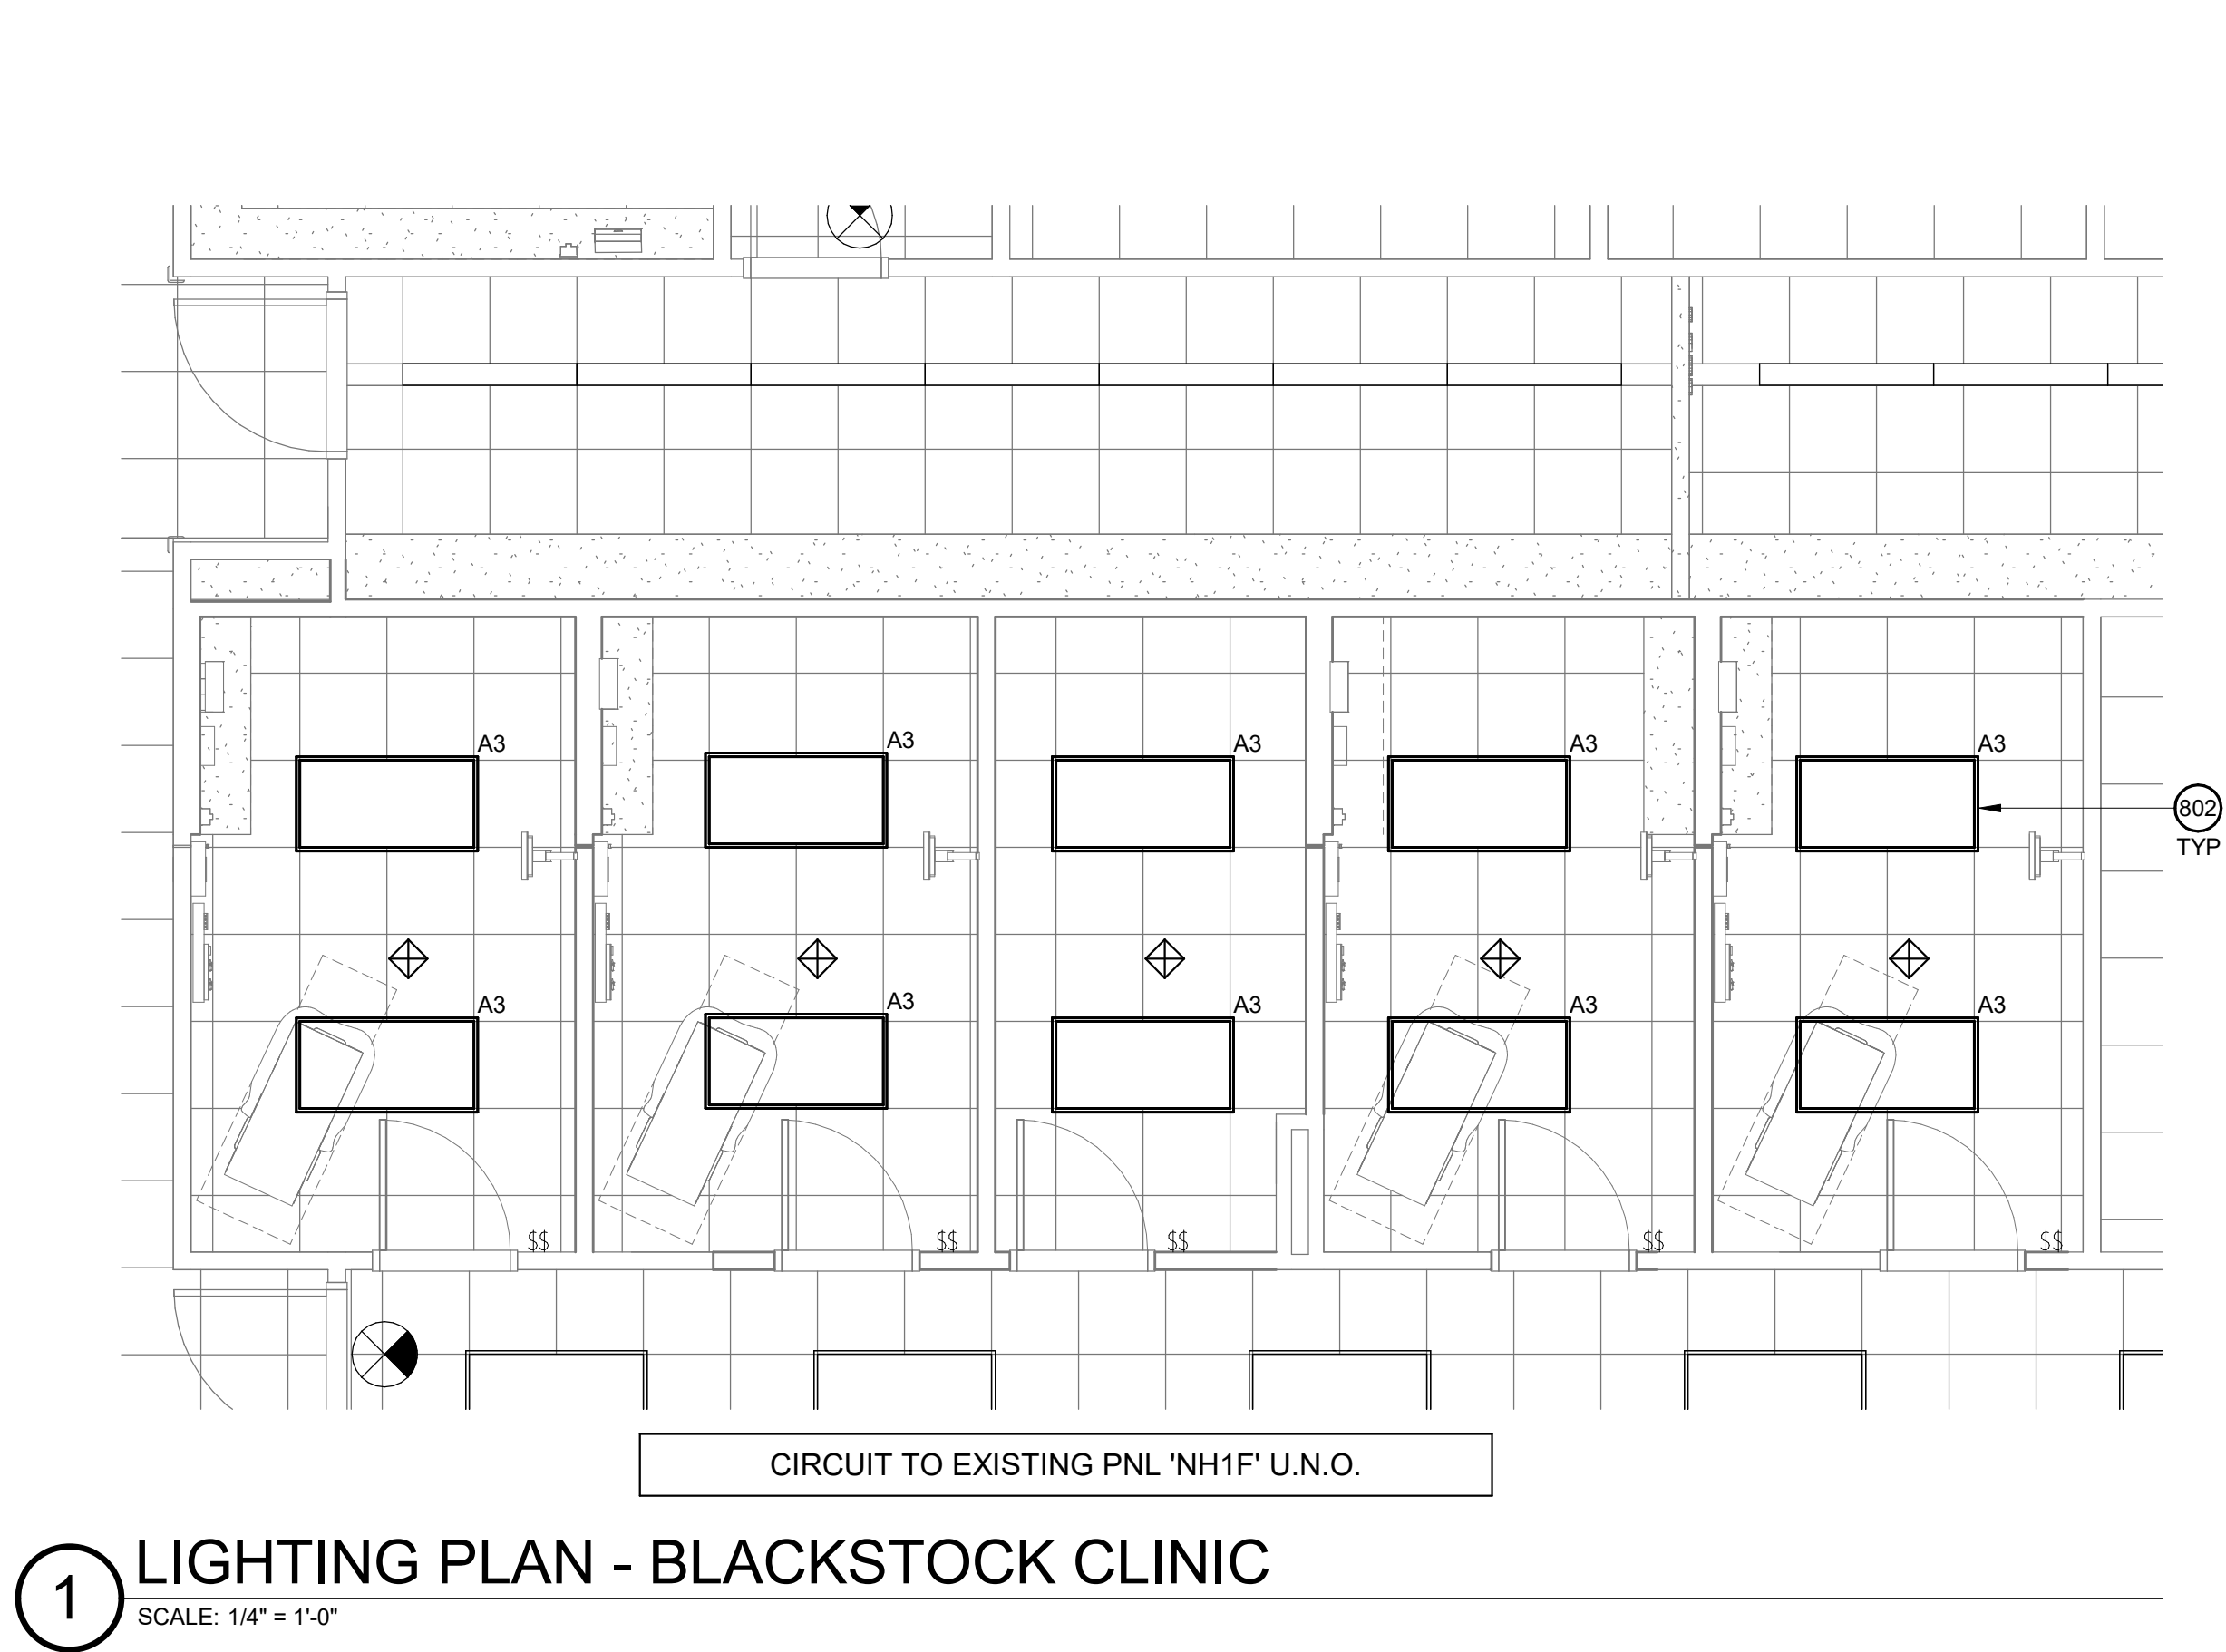 A3
A3
A3
A3
A3
802
TYP
A3
A3
A3
A3
$$
$$
$$
$$
$$
CIRCUIT TO EXISTING PNL 'NH1F' U.N.O.
1
LIGHTING PLAN - BLACKSTOCK CLINIC
SCALE: 1/4" = 1'-0"